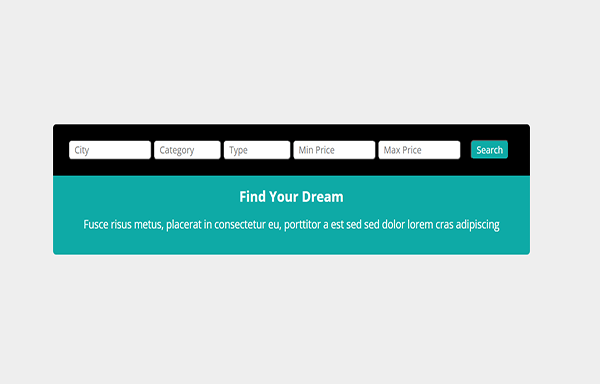 City Category Type Min Price Max Price Search
Find Your Dream
Fusce risus metus, placerat in consectetur eu, porttitor a est sed sed dolor lorem cras adipiscing